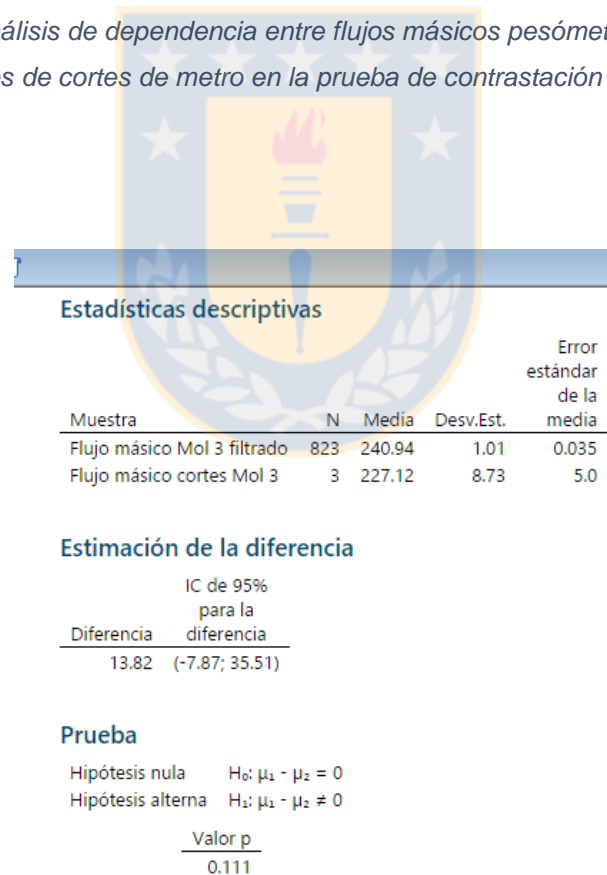 álisis de dependencia entre flujos másicos pesómet
s de cortes de metro en la prueba de contrastación
Estadísticas descriptivas
Error
estándar
de la
Muestra N Media Desv.Est. media
Flujo másico Mol 3 filtrado 823 240.94 1.01 0.035
Flujo másico cortes Mol 3 3 227.12 8.73 5.0
Estimación de la diferencia
IC de 95%
para la
Diferencia diferencia
13.82 (-7.87; 35.51)
Prueba
Hipótesis nula H₀: µ₁ - µ₂ = 0
Hipótesis alterna H₁: µ₁ - µ₂ ≠ 0
Valor p
0.111